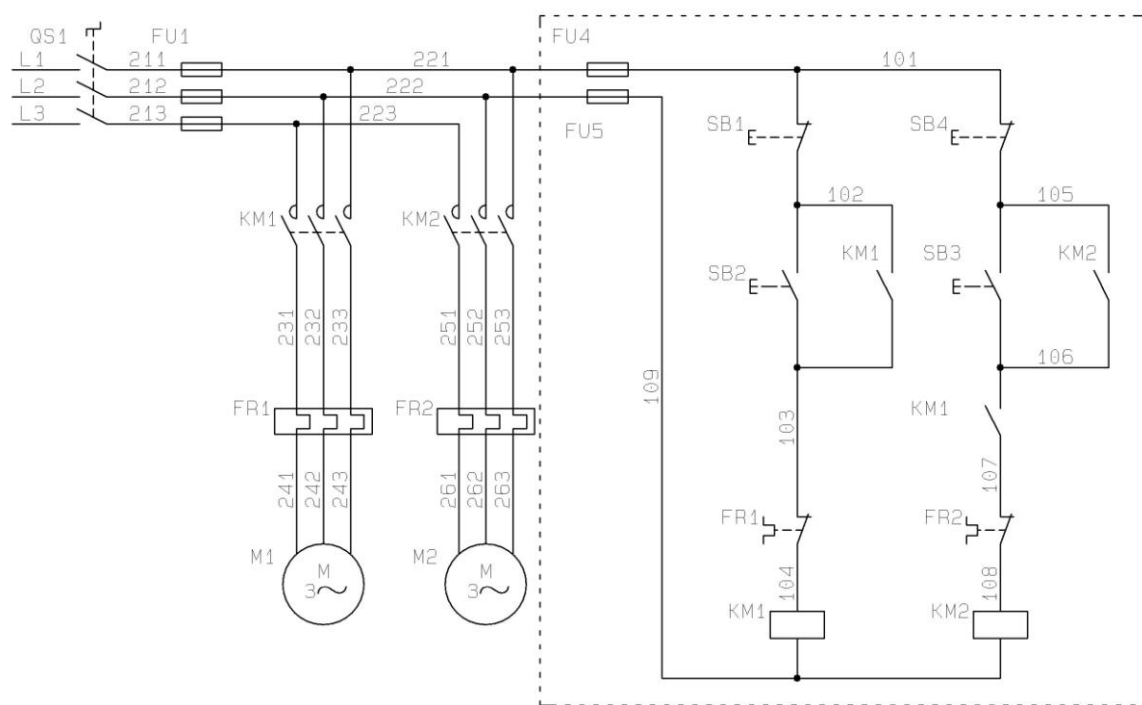 QS1 FU1 FU4
L1 211 221 101
L2 212 222
L3 213 223
FU5 SB1 SB4
102 105
KM1 KM2
SB2 KM1 SB3 KM2
231 232 233 251 252 253
106
109
FR1 FR2 103 KM1
107
241 242 243 261 262 263
FR1 FR2
M1 M 3 M2 M 3
104 108
KM1 KM2